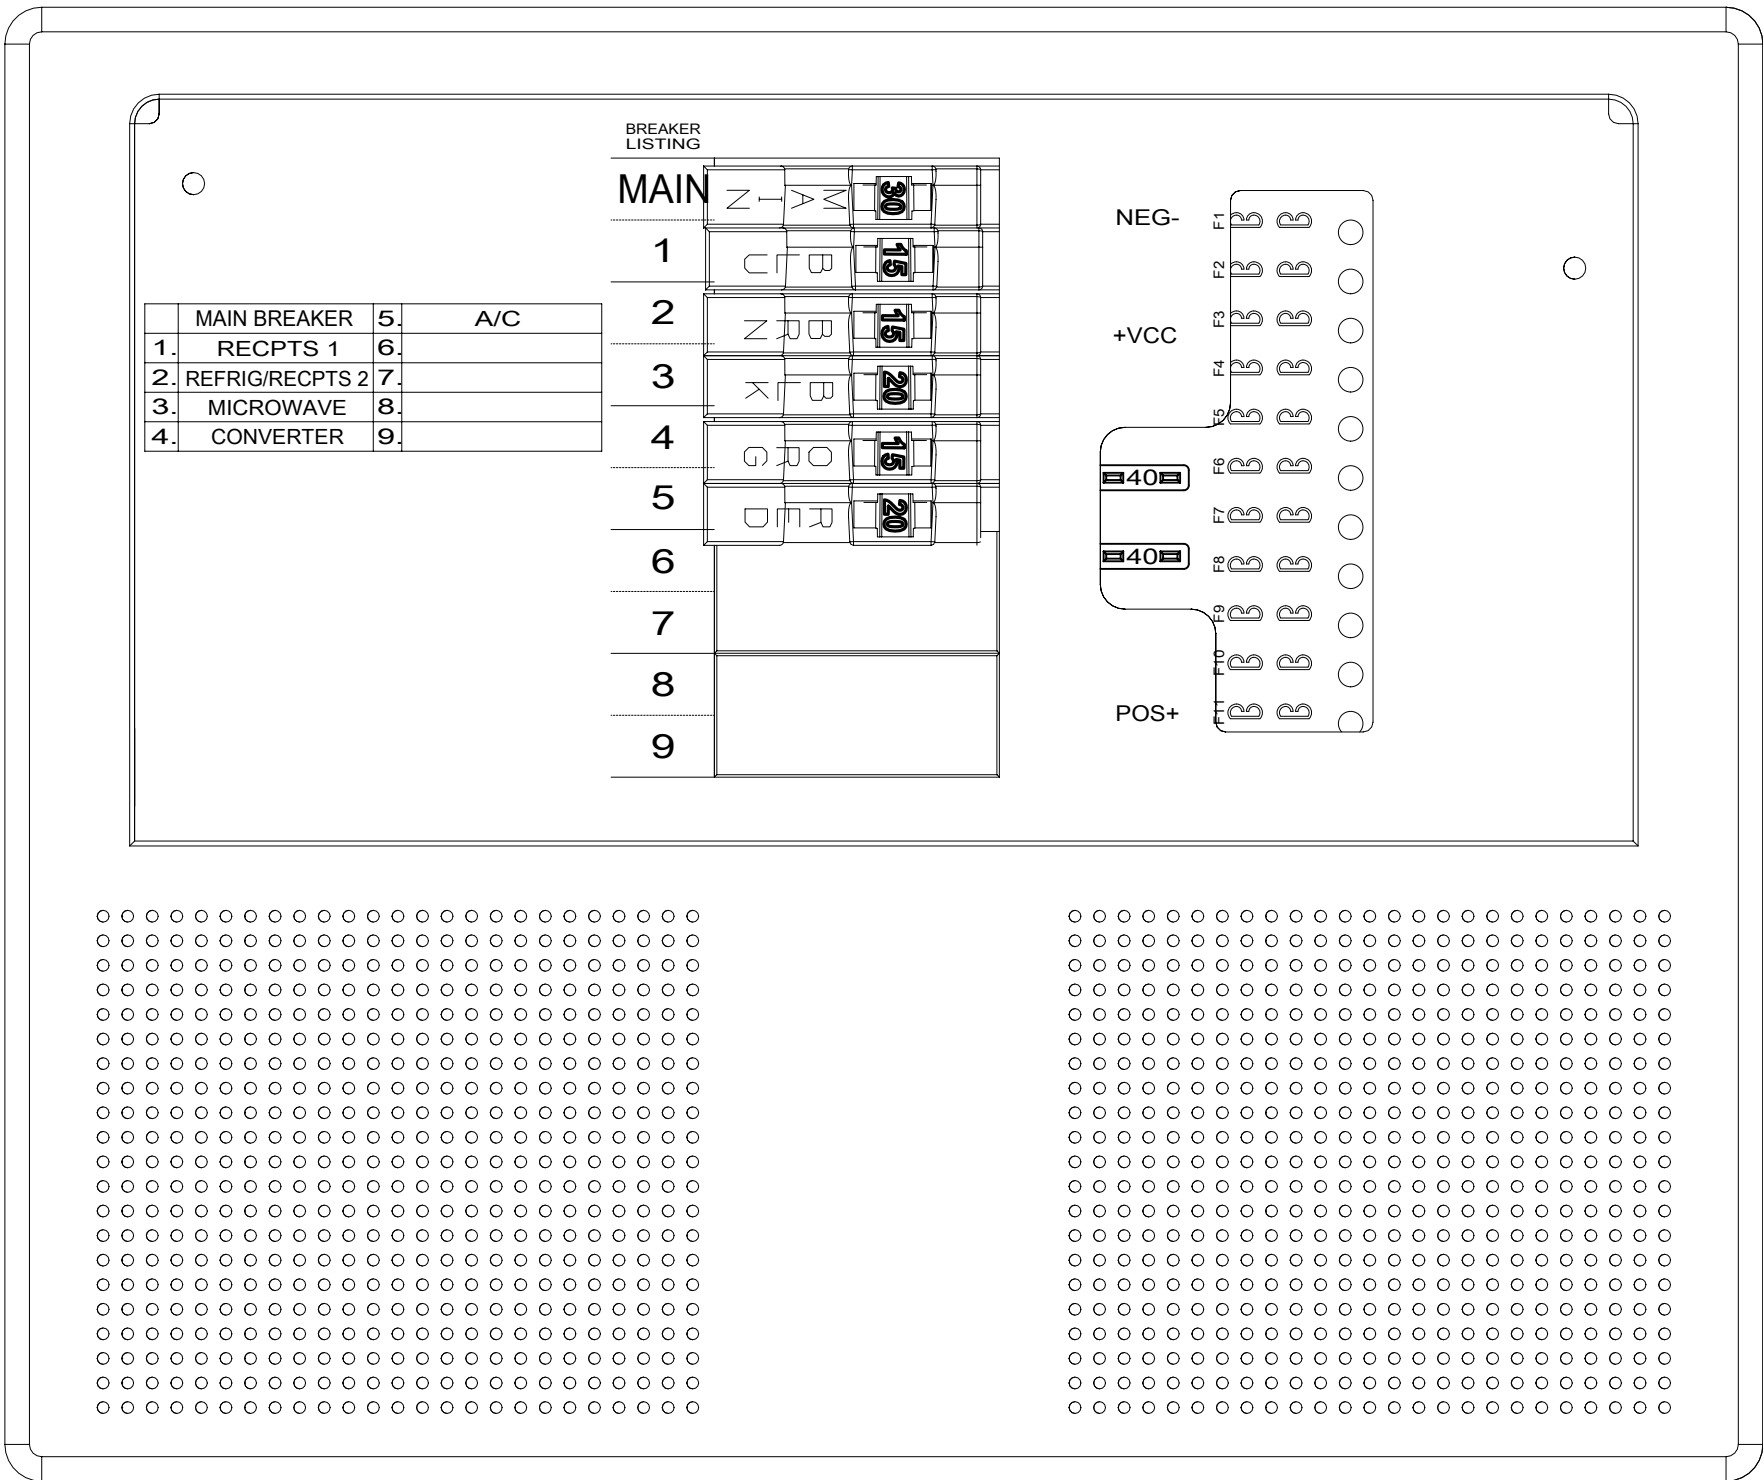 BREAKER
LISTING
MAIN
1
2
3
4
5
6
7
8
9
MAIN 30
BLU 15
BRN 15
BLK 20
ORG 15
RED 20
MAIN BREAKER 5. A/C
1. RECPTS 1 6.
2. REFRIG/RECPTS 2 7.
3. MICROWAVE 8.
4. CONVERTER 9.
NEG-
+VCC
40
40
POS+
F1
F2
F3
F4
F5
F6
F7
F8
F9
F10
F11